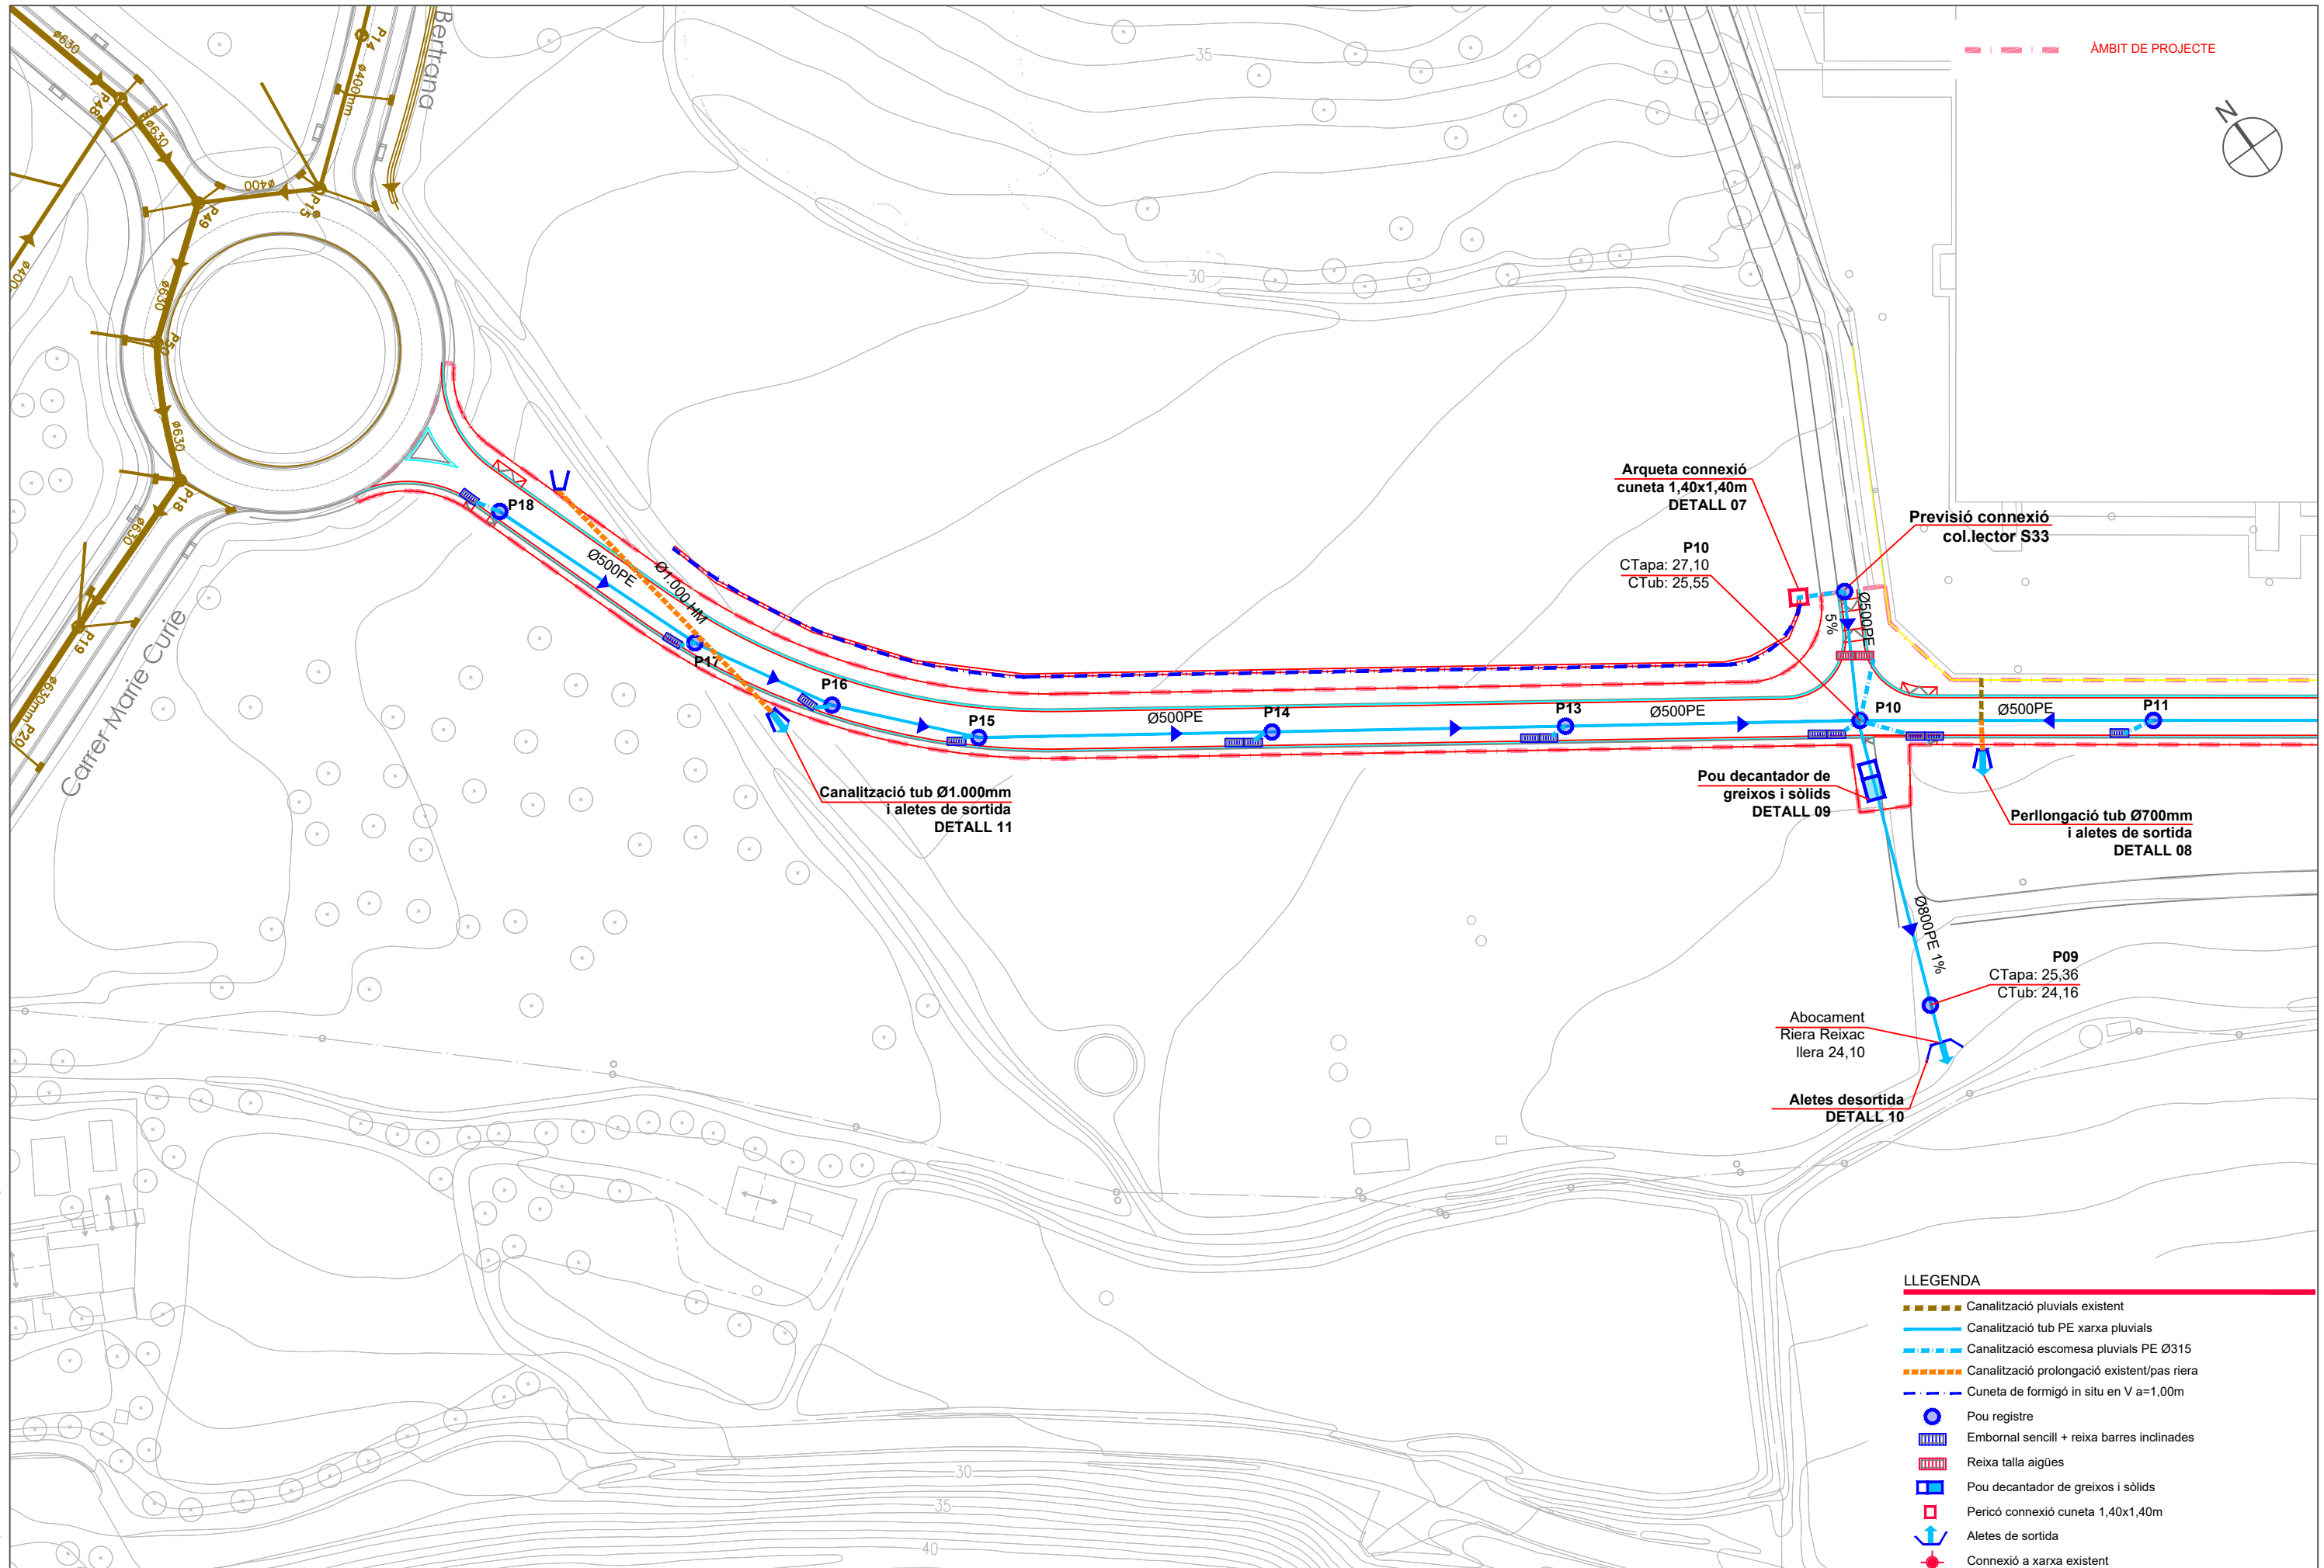 ÀMBIT DE PROJECTE
N
Bertrana
35
30
ø630
P48
ø630
P14
ø400mm
ø400
P15
P49
ø630
P50
ø630
P18
ø630
P19
ø630mm
P20
Carrer Marie Curie
P18
Ø500PE
Ø1.000 HM
P17
P16
P15
Ø500PE
P14
P13
Ø500PE
P10
Ø500PE
P11
Arqueta connexió
cuneta 1,40x1,40m
DETALL 07
P10
CTapa: 27,10
CTub: 25,55
Previsió connexió
col.lector S33
Ø500PE
5%
Canalització tub Ø1.000mm
i aletes de sortida
DETALL 11
Pou decantador de
greixos i sòlids
DETALL 09
Perllongació tub Ø700mm
i aletes de sortida
DETALL 08
Ø800PE 1%
P09
CTapa: 25,36
CTub: 24,16
Abocament
Riera Reixac
llera 24,10
Aletes desortida
DETALL 10
30
35
40
LLEGENDA
Canalització pluvials existent
Canalització tub PE xarxa pluvials
Canalització escomesa pluvials PE Ø315
Canalització prolongació existent/pas riera
Cuneta de formigó in situ en V a=1,00m
Pou registre
Embornal sencill + reixa barres inclinades
Reixa talla aigües
Pou decantador de greixos i sòlids
Pericó connexió cuneta 1,40x1,40m
Aletes de sortida
Connexió a xarxa existent